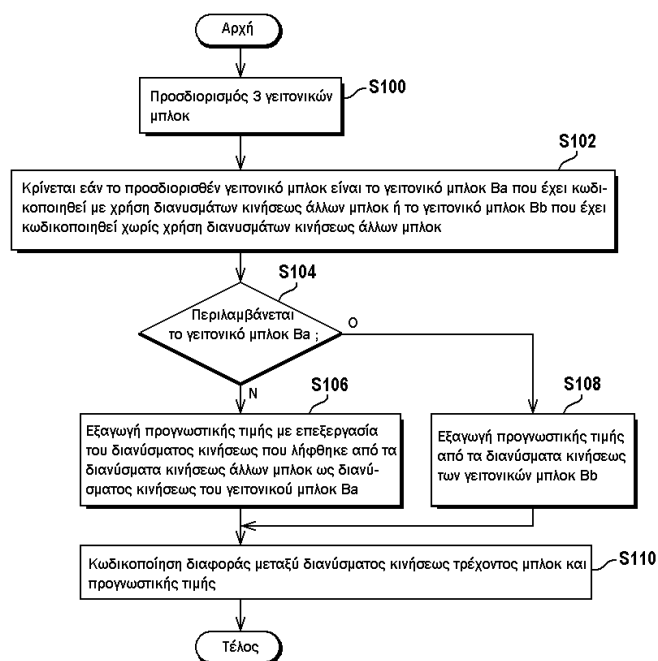 Αρχή
S100
Προσδιορισμός 3 γειτονικών
μπλοκ
S102
Κρίνεται εάν το προσδιορισθέν γειτονικό μπλοκ είναι το γειτονικό μπλοκ Ba που έχει κωδι-
κοποιηθεί με χρήση διανυσμάτων κινήσεως άλλων μπλοκ ή το γειτονικό μπλοκ Bb που έχει
κωδικοποιηθεί χωρίς χρήση διανυσμάτων κινήσεως άλλων μπλοκ
S104
Περιλαμβάνεται
το γειτονικό μπλοκ Ba ;
Ο
Ν
S106
Εξαγωγή προγνωστικής τιμής με επεξεργασία
του διανύσματος κινήσεως που λήφθηκε από τα
διανύσματα κινήσεως άλλων μπλοκ ως διανύ-
σματος κινήσεως του γειτονικού μπλοκ Ba
S108
Εξαγωγή προγνωστικής τιμής
από τα διανύσματα κινήσεως
των γειτονικών μπλοκ Bb
S110
Κωδικοποίηση διαφοράς μεταξύ διανύσματος κινήσεως τρέχοντος μπλοκ και
προγνωστικής τιμής
Τέλος